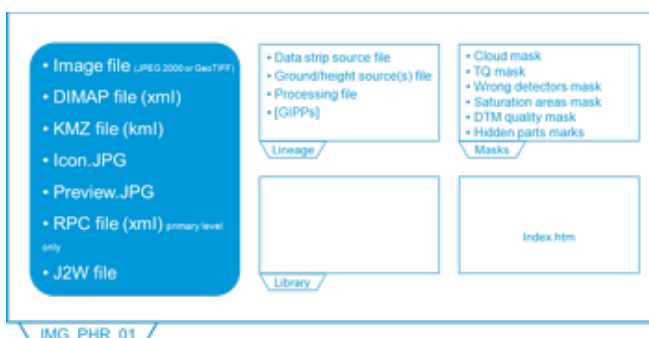 • Image file (JPEG 2000 or GeoTIFF)
• DIMAP file (xml)
• KMZ file (kml)
• Icon.JPG
• Preview.JPG
• RPC file (xml) primary level
only
• J2W file
• Data strip source file
• Ground/height source(s) file
• Processing file
• [GIPPs]
Lineage
• Cloud mask
• TQ mask
• Wrong detectors mask
• Saturation areas mask
• DTM quality mask
• Hidden parts marks
Masks
Library
Index.htm
IMG_PHR_01